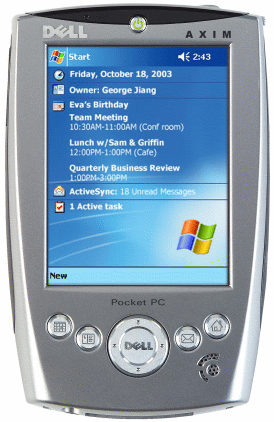 DELL AXIM
Start 2:43
Friday, October 18, 2003
Owner: George Jiang
Eva's Birthday
Team Meeting
10:30AM-11:00AM (Conf room)
Lunch w/Sam & Griffin
12:00PM-1:00PM (Cafe)
Quarterly Business Review
1:00PM-3:00PM
ActiveSync: 18 Unread Messages
1 Active task
New
Pocket PC
DELL